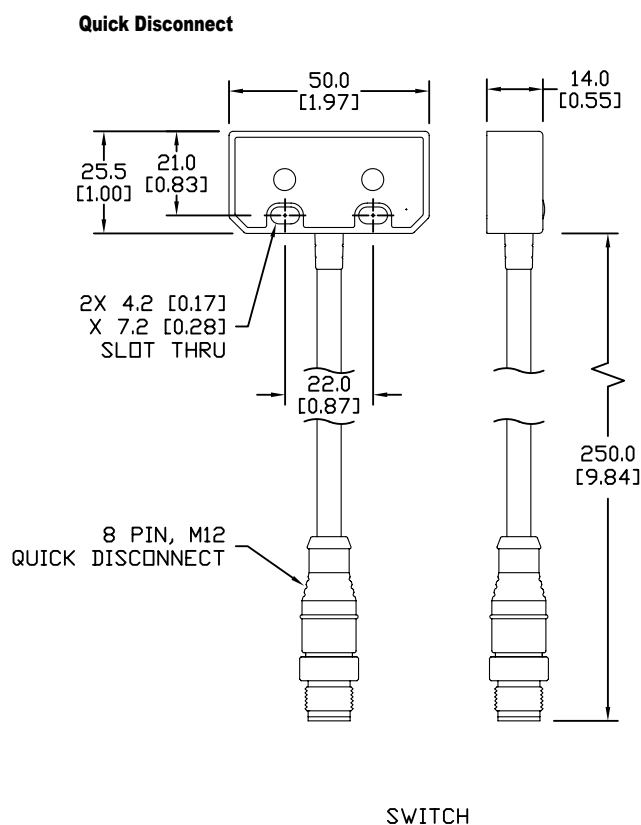 Quick Disconnect
50.0
[1.97]
14.0
[0.55]
25.5
[1.00]
21.0
[0.83]
2X 4.2 [0.17]
X 7.2 [0.28]
SLOT THRU
22.0
[0.87]
250.0
[9.84]
8 PIN, M12
QUICK DISCONNECT
SWITCH